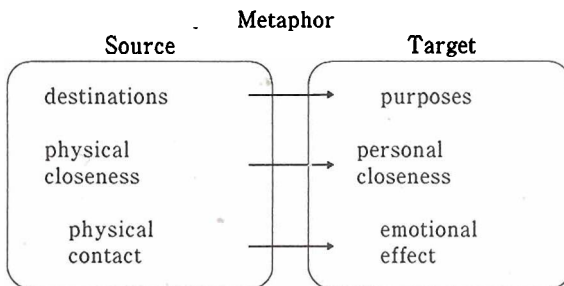 Metaphor
Source Target
destinations purposes
physical personal
closeness closeness
physical emotional
contact effect